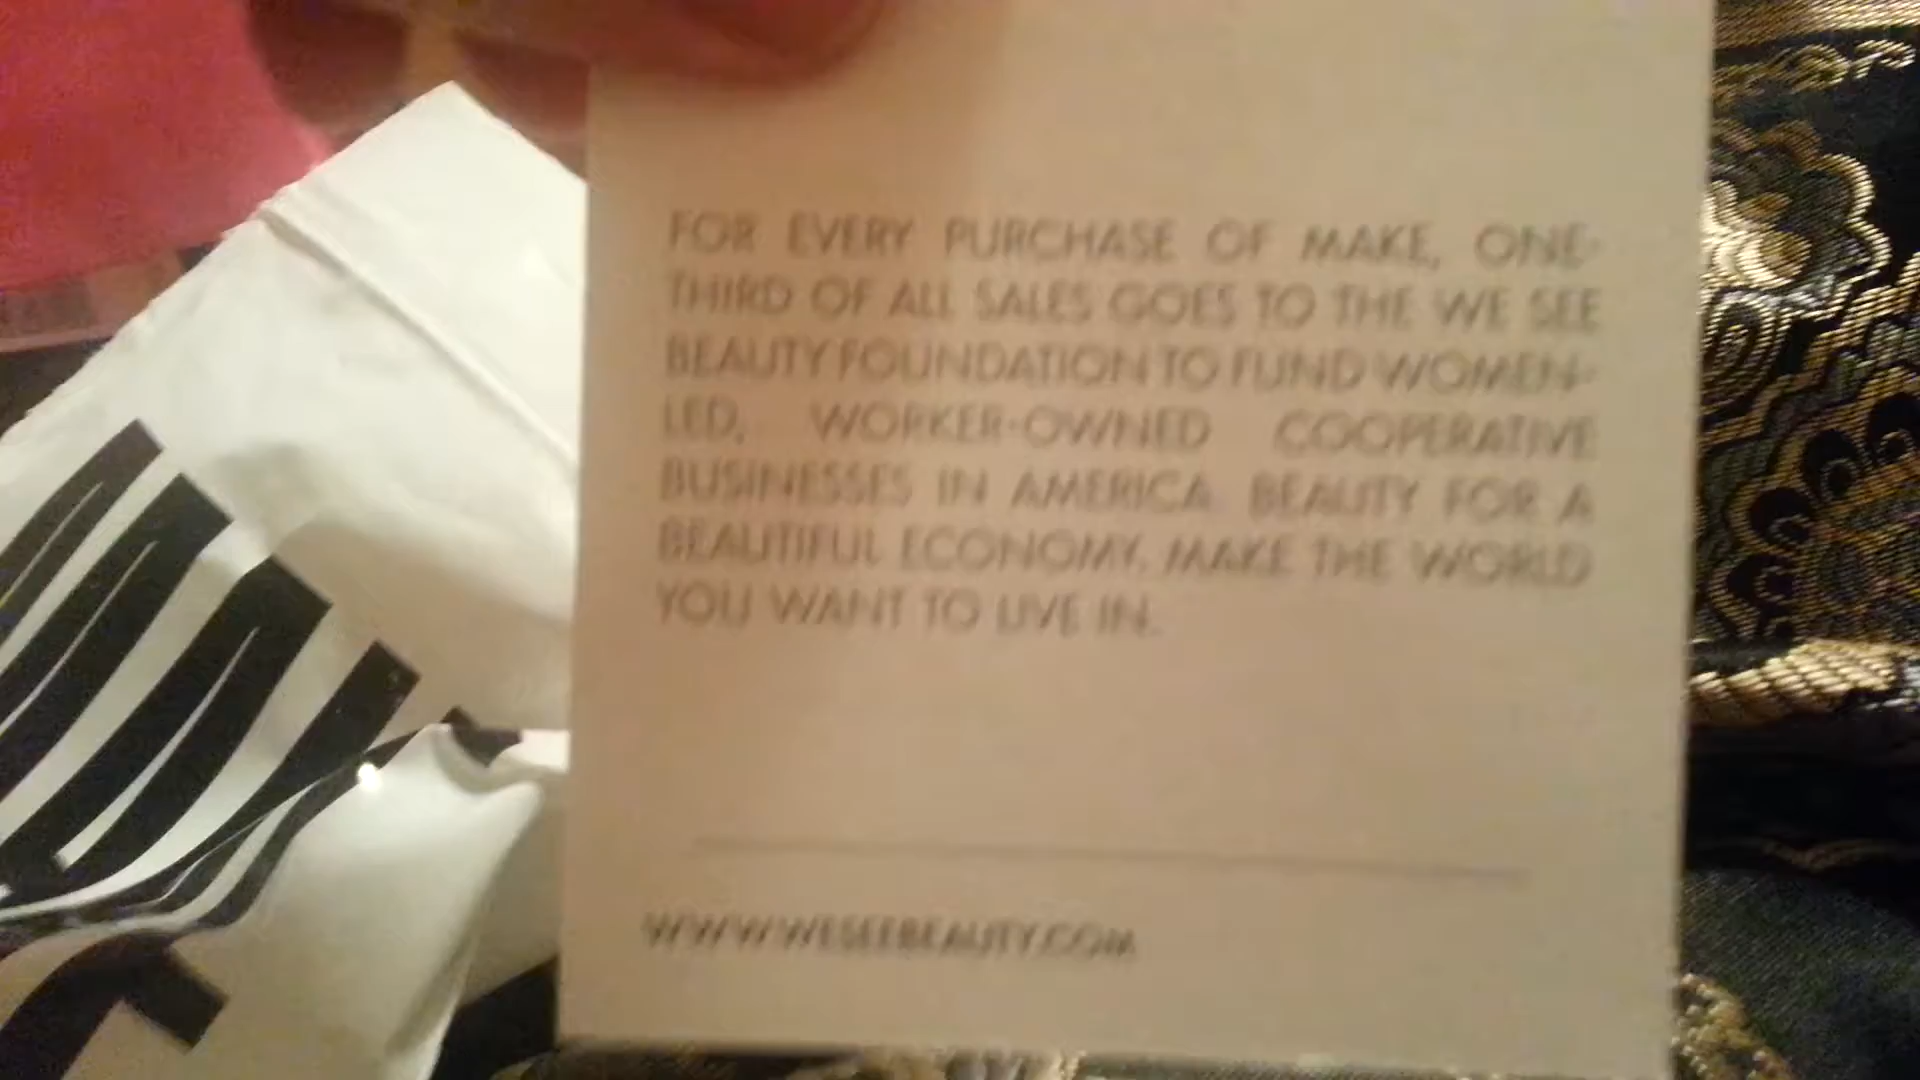 FOR EVERY PURCHASE OF MAKE, ONE-
THIRD OF ALL SALES GOES TO THE WE SEE
BEAUTY FOUNDATION TO FUND WOMEN-
LED, WORKER-OWNED COOPERATIVE
BUSINESSES IN AMERICA. BEAUTY FOR A
BEAUTIFUL ECONOMY. MAKE THE WORLD
YOU WANT TO LIVE IN.
WWW.WESEEBEAUTY.COM